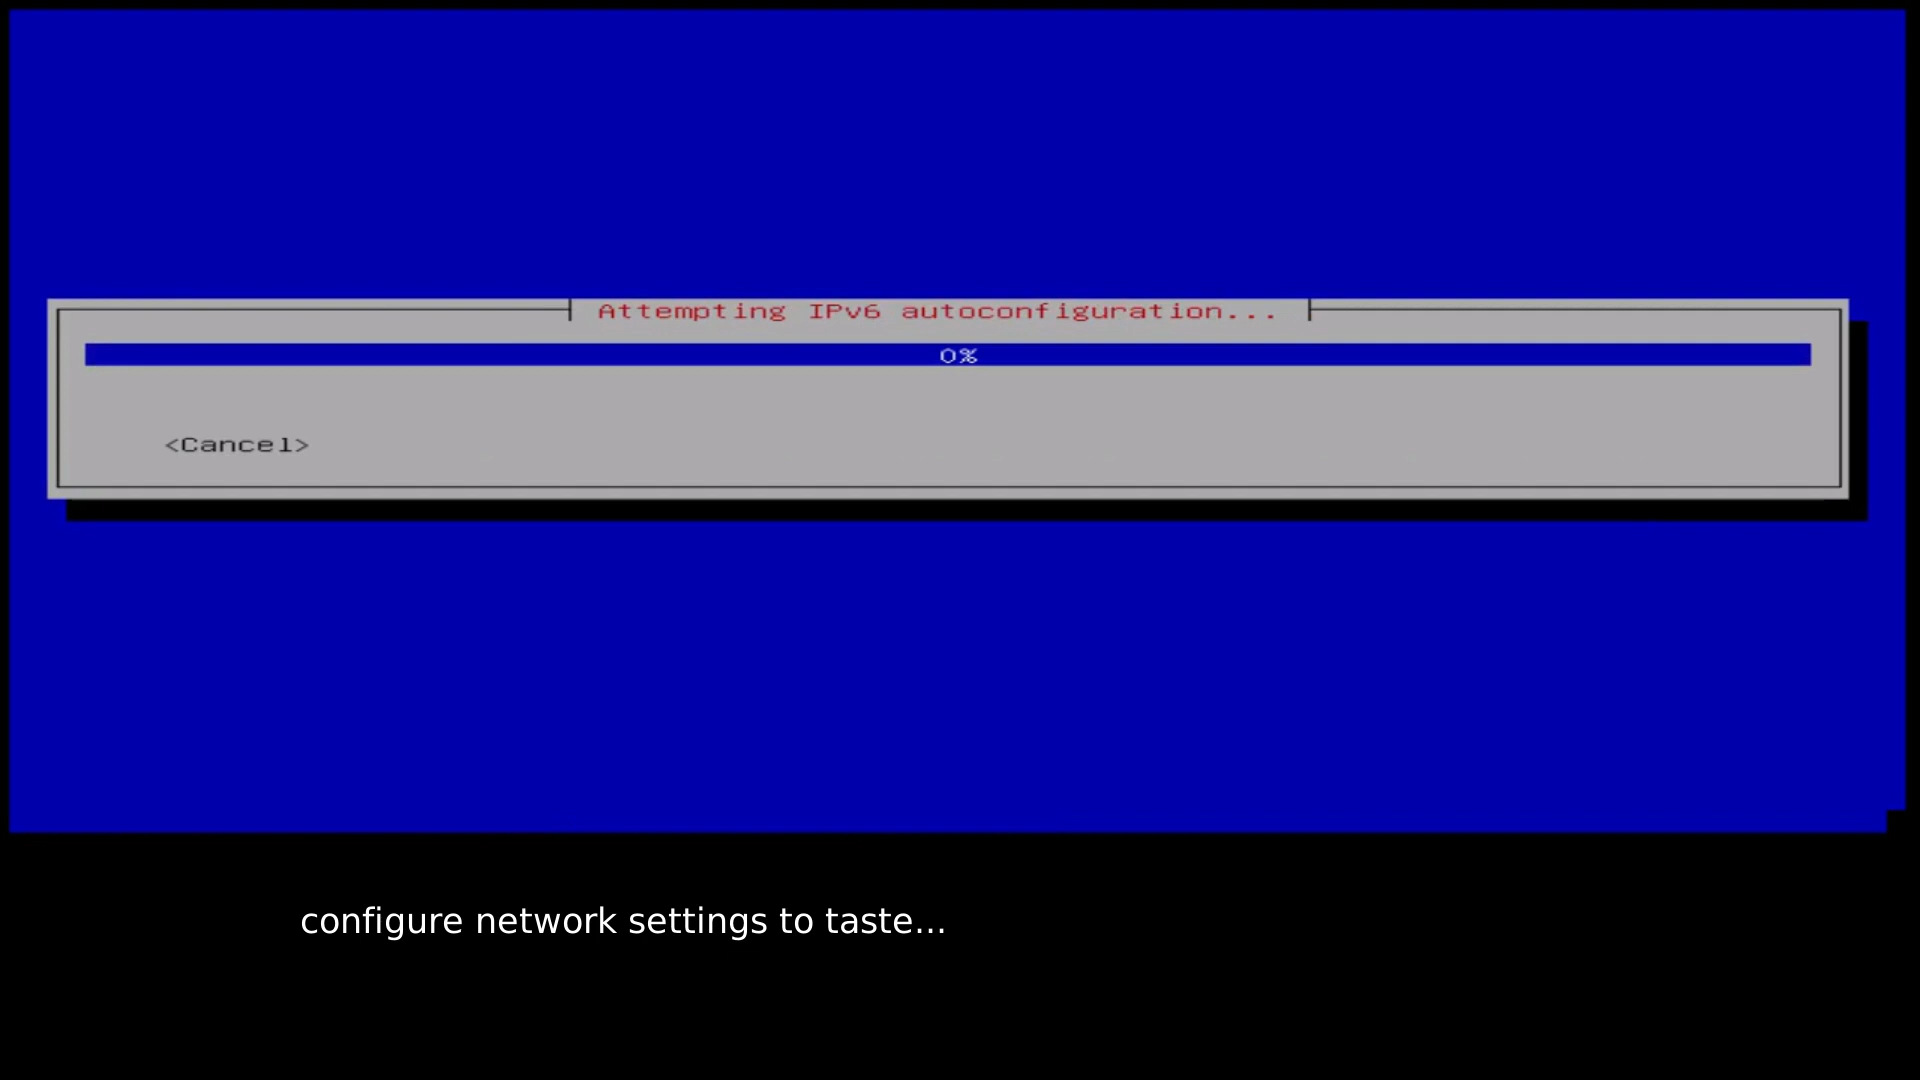 Attempting IPv6 autoconfiguration...
0%
<Cancel>
configure network settings to taste...